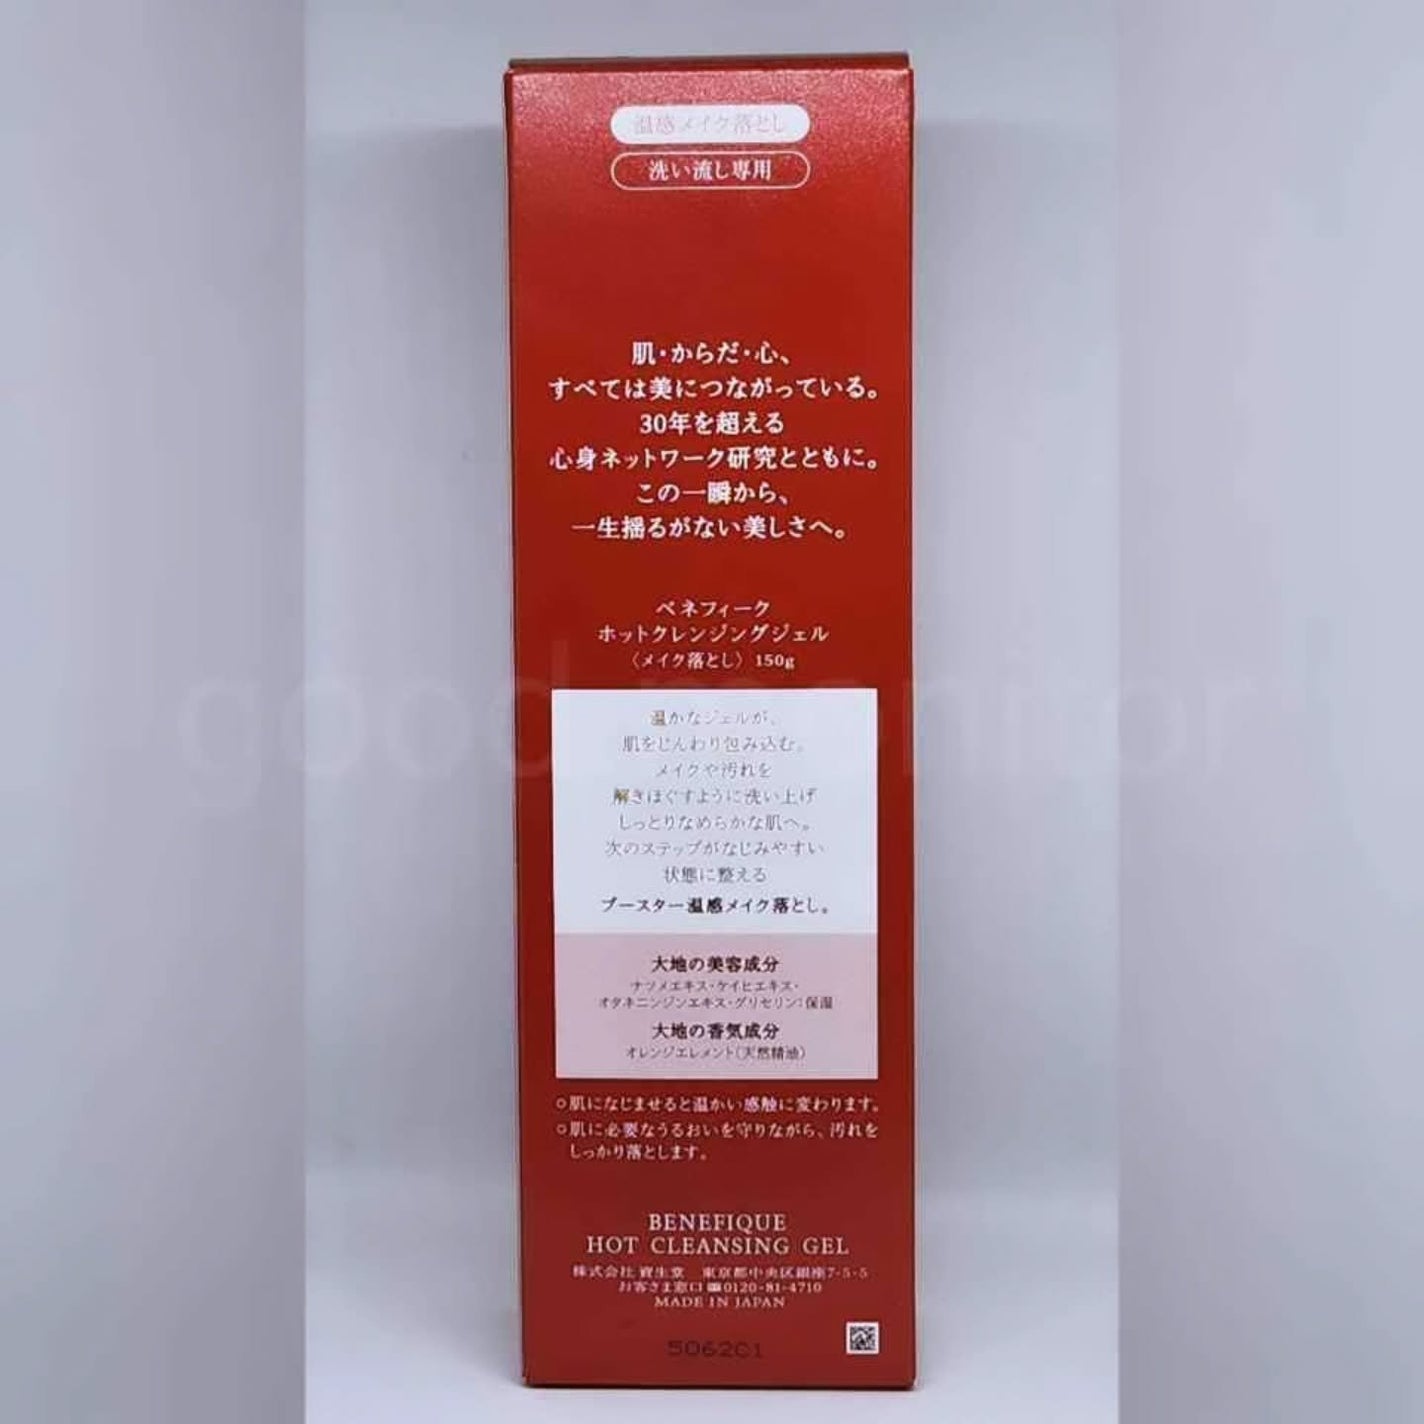 温感メイク落とし
洗い流し専用
肌・からだ・心、
すべては美につながっている。
30年を超える
心身ネットワーク研究とともに。
この一瞬から、
一生揺るがない美しさへ。
ベネフィーク
ホットクレンジングジェル
〈メイク落とし〉 150g
温かなジェルが、
肌をじんわり包み込む。
メイクや汚れを
解きほぐすように洗い上げ
しっとりなめらかな肌へ。
次のステップがなじみやすい
状態に整える
ブースター温感メイク落とし。
大地の美容成分
ナツメエキス・ケイヒエキス・
オタネニンジンエキス・グリセリン:保湿
大地の香気成分
オレンジエレメント(天然精油)
○肌になじませると温かい感触に変わります。
○肌に必要なうるおいを守りながら、汚れを
しっかり落とします。
BENEFIQUE
HOT CLEANSING GEL
株式会社 資生堂 東京都中央区銀座7-5-5
お客さま窓口 0120-81-4710
MADE IN JAPAN
5062C1
good monitor